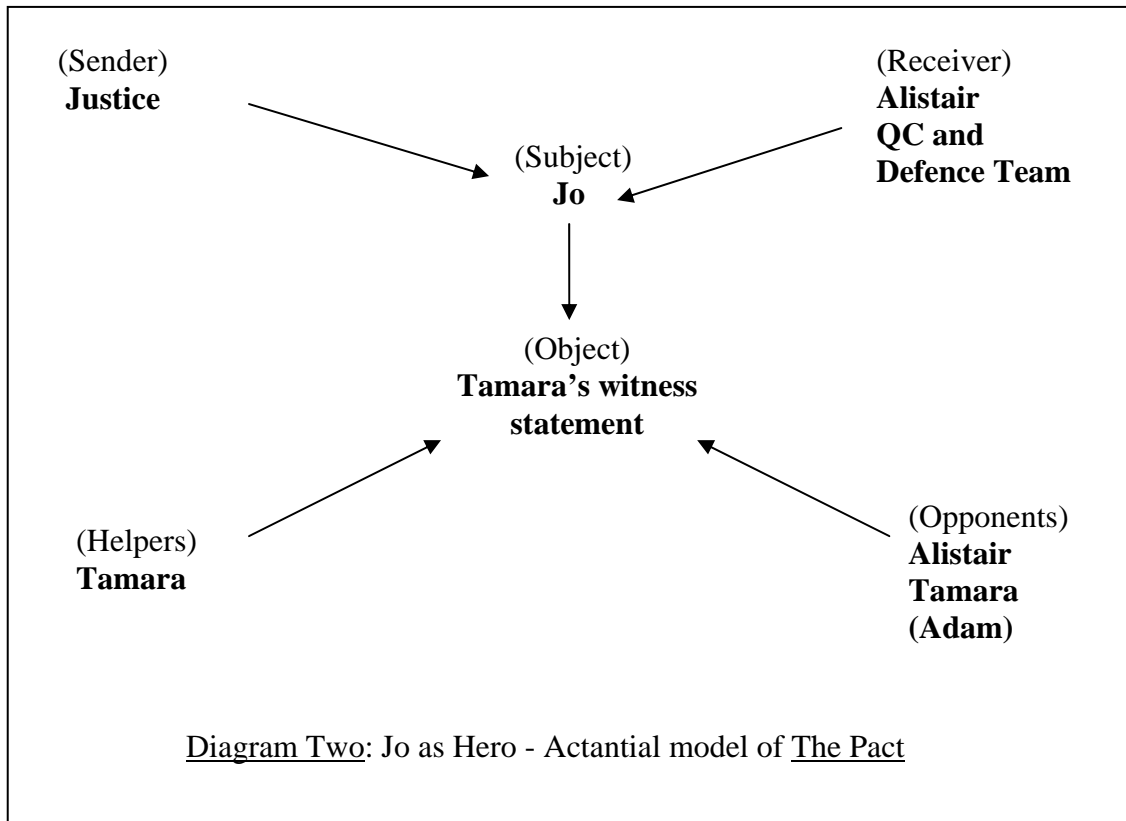 (Sender)
Justice
(Receiver)
Alistair
QC and
Defence Team
(Subject)
Jo
(Object)
Tamara’s witness
statement
(Helpers)
Tamara
(Opponents)
Alistair
Tamara
(Adam)
Diagram Two: Jo as Hero - Actantial model of The Pact